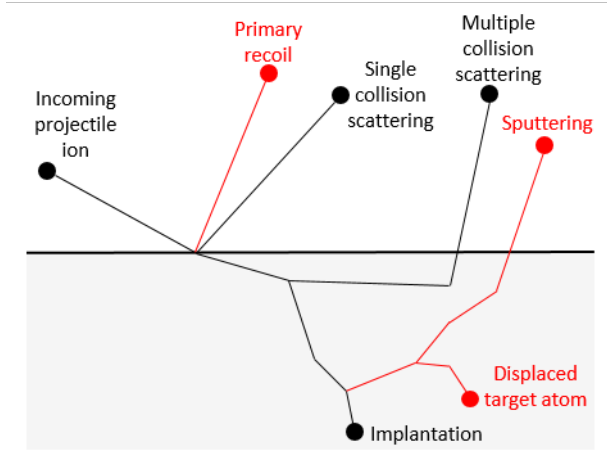 Incoming
projectile
ion
Primary
recoil
Single
collision
scattering
Multiple
collision
scattering
Sputtering
Displaced
target atom
Implantation